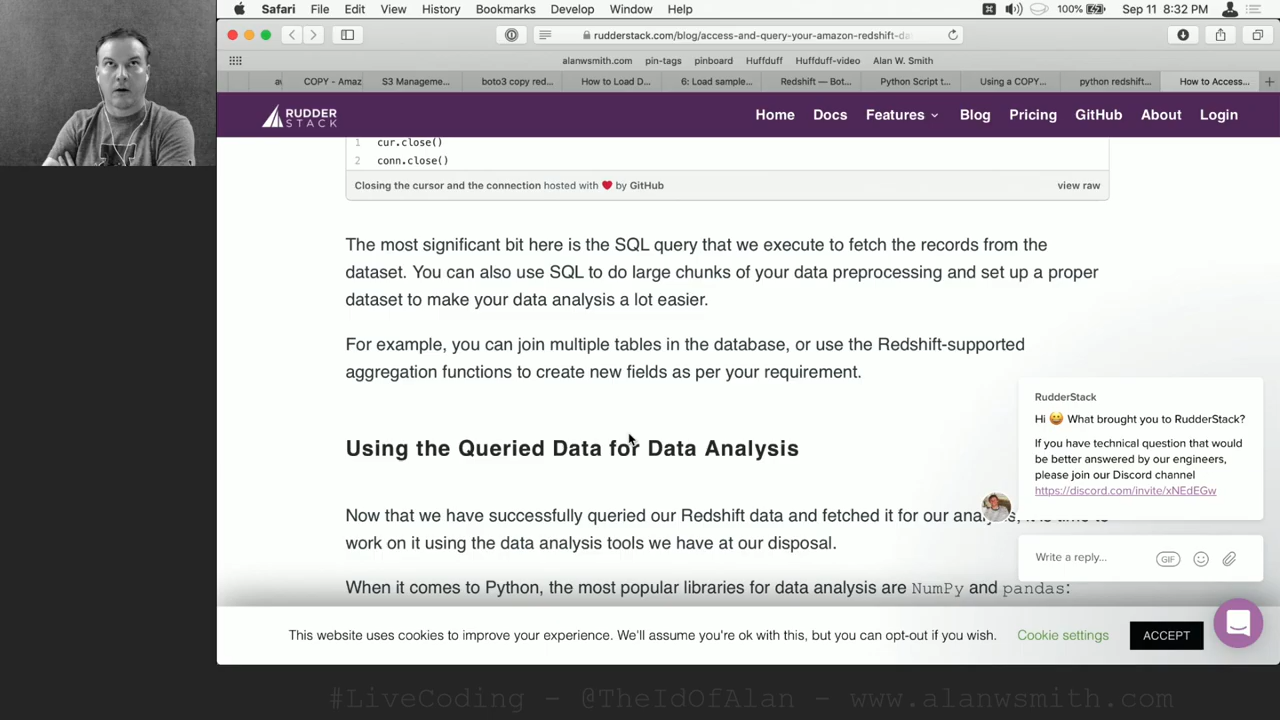 Safari File Edit View History Bookmarks Develop Window Help 100% Sep 11 8:32 PM
rudderstack.com/blog/access-and-query-your-amazon-redshift-da
alanwsmith.com pin-tags pinboard Huffduff Huffduff-video Alan W. Smith
COPY - Amaz S3 Manageme... boto3 copy red... How to Load D... 6: Load sample... Redshift — Bot... Python Script t... Using a COPY... python redshift... How to Access...
RUDDER
STACK
Home Docs Features Blog Pricing GitHub About Login
1 cur.close()
2 conn.close()
Closing the cursor and the connection hosted with ❤ by GitHub view raw
The most significant bit here is the SQL query that we execute to fetch the records from the
dataset. You can also use SQL to do large chunks of your data preprocessing and set up a proper
dataset to make your data analysis a lot easier.
For example, you can join multiple tables in the database, or use the Redshift-supported
aggregation functions to create new fields as per your requirement.
Using the Queried Data for Data Analysis
Now that we have successfully queried our Redshift data and fetched it for our analysis, it is time to
work on it using the data analysis tools we have at our disposal.
When it comes to Python, the most popular libraries for data analysis are NumPy and pandas:
RudderStack
Hi 😄 What brought you to RudderStack?
If you have technical question that would
be better answered by our engineers,
please join our Discord channel
https://discord.com/invite/xNEdEGw
Write a reply... GIF
This website uses cookies to improve your experience. We'll assume you're ok with this, but you can opt-out if you wish. Cookie settings ACCEPT
#LiveCoding - @TheIdOfAlan - www.alanwsmith.com